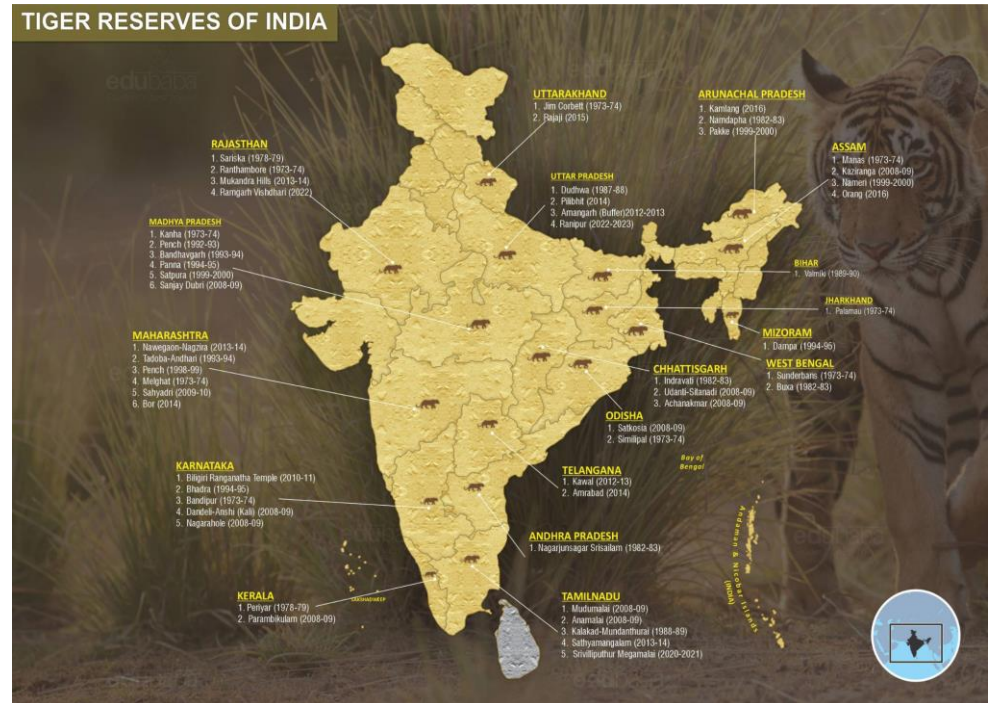 TIGER RESERVES OF INDIA
edubaba
UTTARAKHAND
1. Jim Corbett (1973-74)
2. Rajaji (2015)
ARUNACHAL PRADESH
1. Kamlang (2016)
2. Namdapha (1982-83)
3. Pakke (1999-2000)
RAJASTHAN
1. Sariska (1978-79)
2. Ranthambore (1973-74)
3. Mukandra Hills (2013-14)
4. Ramgarh Vishdhari (2022)
ASSAM
1. Manas (1973-74)
2. Kaziranga (2008-09)
3. Nameri (1999-2000)
4. Orang (2016)
UTTAR PRADESH
1. Dudhwa (1987-88)
2. Pilibhit (2014)
3. Amangarh (Buffer)2012-2013
4. Ranipur (2022-2023)
MADHYA PRADESH
1. Kanha (1973-74)
2. Pench (1992-93)
3. Bandhavgarh (1993-94)
4. Panna (1994-95)
5. Satpura (1999-2000)
6. Sanjay Dubri (2008-09)
BIHAR
1. Valmiki (1989-90)
JHARKHAND
1. Palamau (1973-74)
MIZORAM
1. Dampa (1994-95)
MAHARASHTRA
1. Nawegaon-Nagzira (2013-14)
2. Tadoba-Andhari (1993-94)
3. Pench (1998-99)
4. Melghat (1973-74)
5. Sahyadri (2009-10)
6. Bor (2014)
WEST BENGAL
1. Sunderbans (1973-74)
2. Buxa (1982-83)
CHHATTISGARH
1. Indravati (1982-83)
2. Udanti-Sitanadi (2008-09)
3. Achanakmar (2008-09)
ODISHA
1. Satkosia (2008-09)
2. Similipal (1973-74)
Bay of
Bengal
KARNATAKA
1. Biligiri Ranganatha Temple (2010-11)
2. Bhadra (1994-95)
3. Bandipur (1973-74)
4. Dandeli-Anshi (Kali) (2008-09)
5. Nagarahole (2008-09)
TELANGANA
1. Kawal (2012-13)
2. Amrabad (2014)
ANDHRA PRADESH
1. Nagarjunsagar Srisailam (1982-83)
Andaman & Nicobar Islands
(INDIA)
LAKSHADWEEP
KERALA
1. Periyar (1978-79)
2. Parambikulam (2008-09)
TAMILNADU
1. Mudumalai (2008-09)
2. Anamalai (2008-09)
3. Kalakad-Mundanthurai (1988-89)
4. Sathyamangalam (2013-14)
5. Srivilliputhur Megamalai (2020-2021)